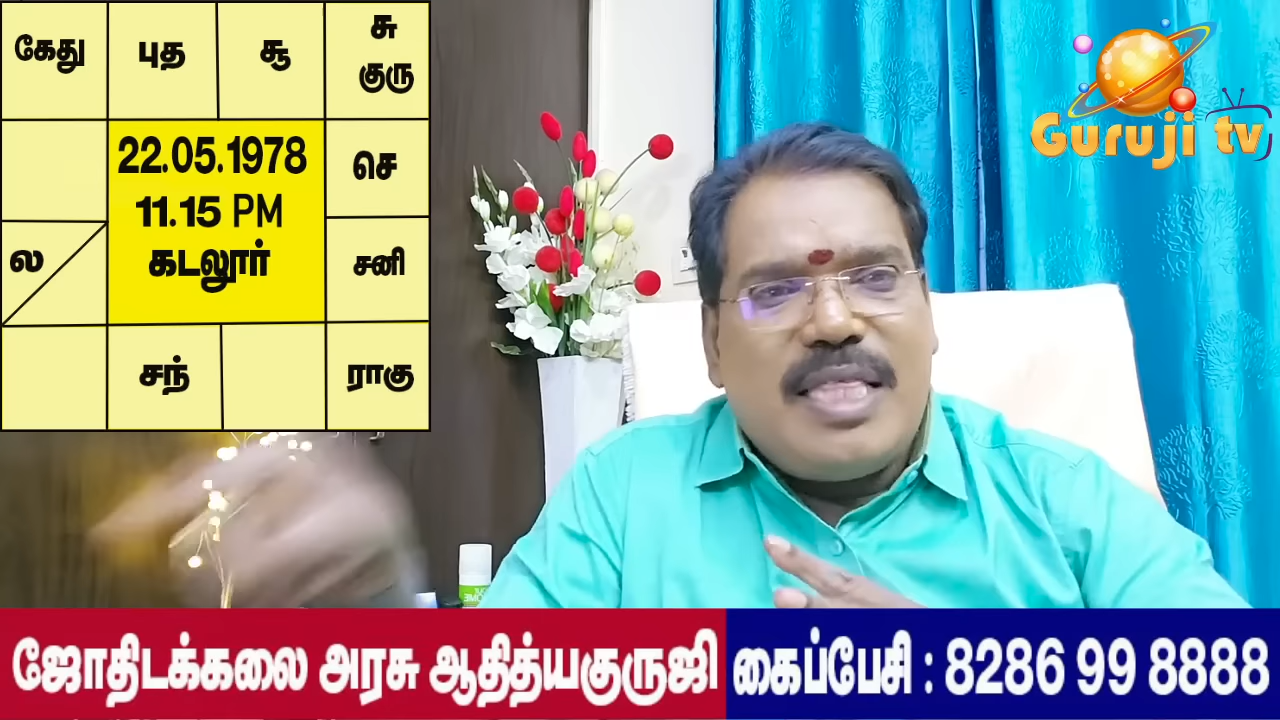 கேது
புத
சூ
சு
குரு
22.05.1978
11.15 PM
கடலூர்
செ
ல
சனி
சந்
ராகு
Guruji tv
ஜோதிடக்கலை அரசு ஆதித்யகுருஜி
கைப்பேசி : 8286 99 8888